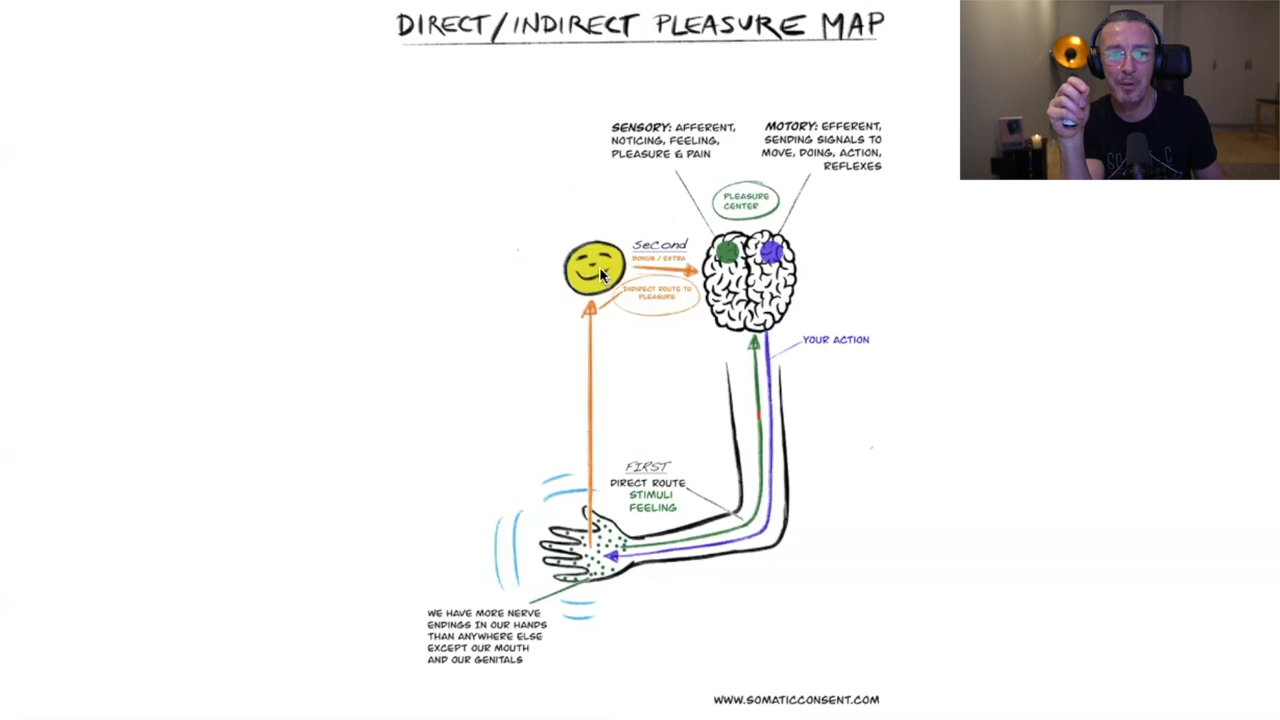 DIRECT/INDIRECT PLEASURE MAP
SENSORY: AFFERENT,
NOTICING, FEELING,
PLEASURE & PAIN
MOTORY: EFFERENT,
SENDING SIGNALS TO
MOVE, DOING, ACTION,
REFLEXES
PLEASURE
CENTER
Second
BONUS / EXTRA
INDIRECT ROUTE TO
PLEASURE
YOUR ACTION
FIRST
DIRECT ROUTE
STIMULI
FEELING
WE HAVE MORE NERVE
ENDINGS IN OUR HANDS
THAN ANYWHERE ELSE
EXCEPT OUR MOUTH
AND OUR GENITALS
WWW.SOMATICCONSENT.COM